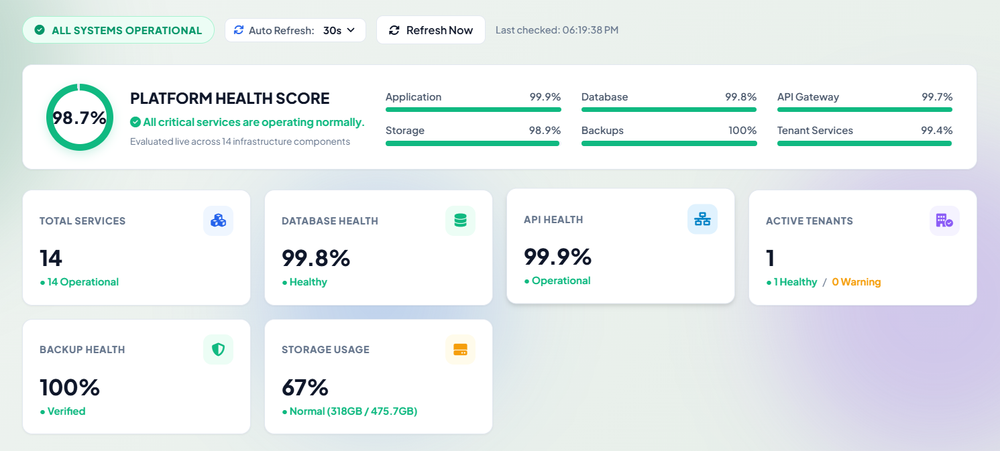 ALL SYSTEMS OPERATIONAL
Auto Refresh: 30s
Refresh Now
Last checked: 06:19:38 PM
98.7%
PLATFORM HEALTH SCORE
All critical services are operating normally.
Evaluated live across 14 infrastructure components
Application 99.9%
Database 99.8%
API Gateway 99.7%
Storage 98.9%
Backups 100%
Tenant Services 99.4%
TOTAL SERVICES
14
● 14 Operational
DATABASE HEALTH
99.8%
● Healthy
API HEALTH
99.9%
● Operational
ACTIVE TENANTS
1
● 1 Healthy / 0 Warning
BACKUP HEALTH
100%
● Verified
STORAGE USAGE
67%
● Normal (318GB / 475.7GB)